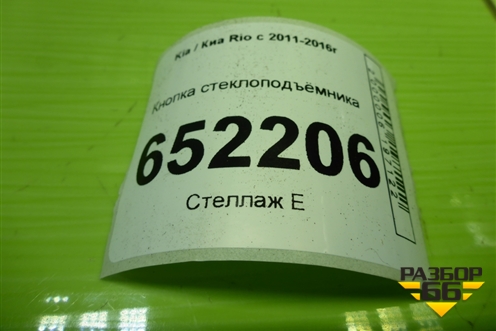 Kia / Киа Rio с 2011-2016г
Кнопка стеклоподъёмника
652206
Стеллаж Е
РАЗБОР
66